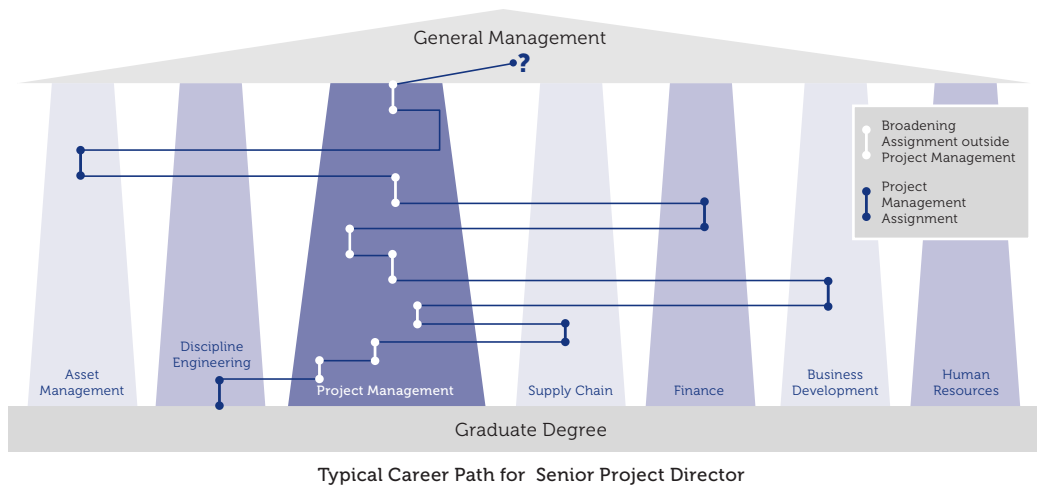 General Management
?
Broadening
Assignment outside
Project Management
Project
Management
Assignment
Asset
Management
Discipline
Engineering
Project Management
Supply Chain
Finance
Business
Development
Human
Resources
Graduate Degree
Typical Career Path for Senior Project Director